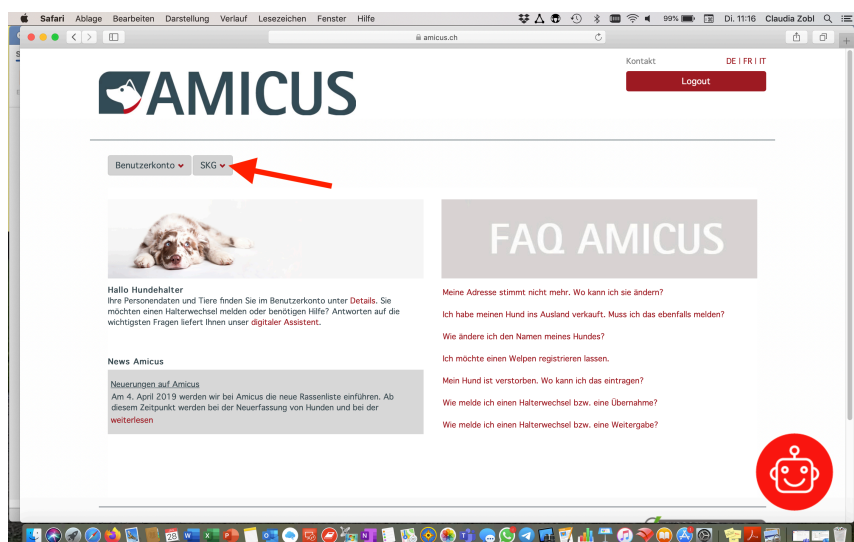 Safari Ablage Bearbeiten Darstellung Verlauf Lesezeichen Fenster Hilfe 99% Di. 11:16 Claudia Zobl
amicus.ch
Kontakt DE I FR I IT
Logout
AMICUS
Benutzerkonto SKG
FAQ AMICUS
Hallo Hundehalter
Ihre Personendaten und Tiere finden Sie im Benutzerkonto unter Details. Sie
möchten einen Halterwechsel melden oder benötigen Hilfe? Antworten auf die
wichtigsten Fragen liefert Ihnen unser digitaler Assistent.
News Amicus
Neuerungen auf Amicus
Am 4. April 2019 werden wir bei Amicus die neue Rassenliste einführen. Ab
diesem Zeitpunkt werden bei der Neuerfassung von Hunden und bei der
weiterlesen
Meine Adresse stimmt nicht mehr. Wo kann ich sie ändern?
Ich habe meinen Hund ins Ausland verkauft. Muss ich das ebenfalls melden?
Wie ändere ich den Namen meines Hundes?
Ich möchte einen Welpen registrieren lassen.
Mein Hund ist verstorben. Wo kann ich das eintragen?
Wie melde ich einen Halterwechsel bzw. eine Übernahme?
Wie melde ich einen Halterwechsel bzw. eine Weitergabe?